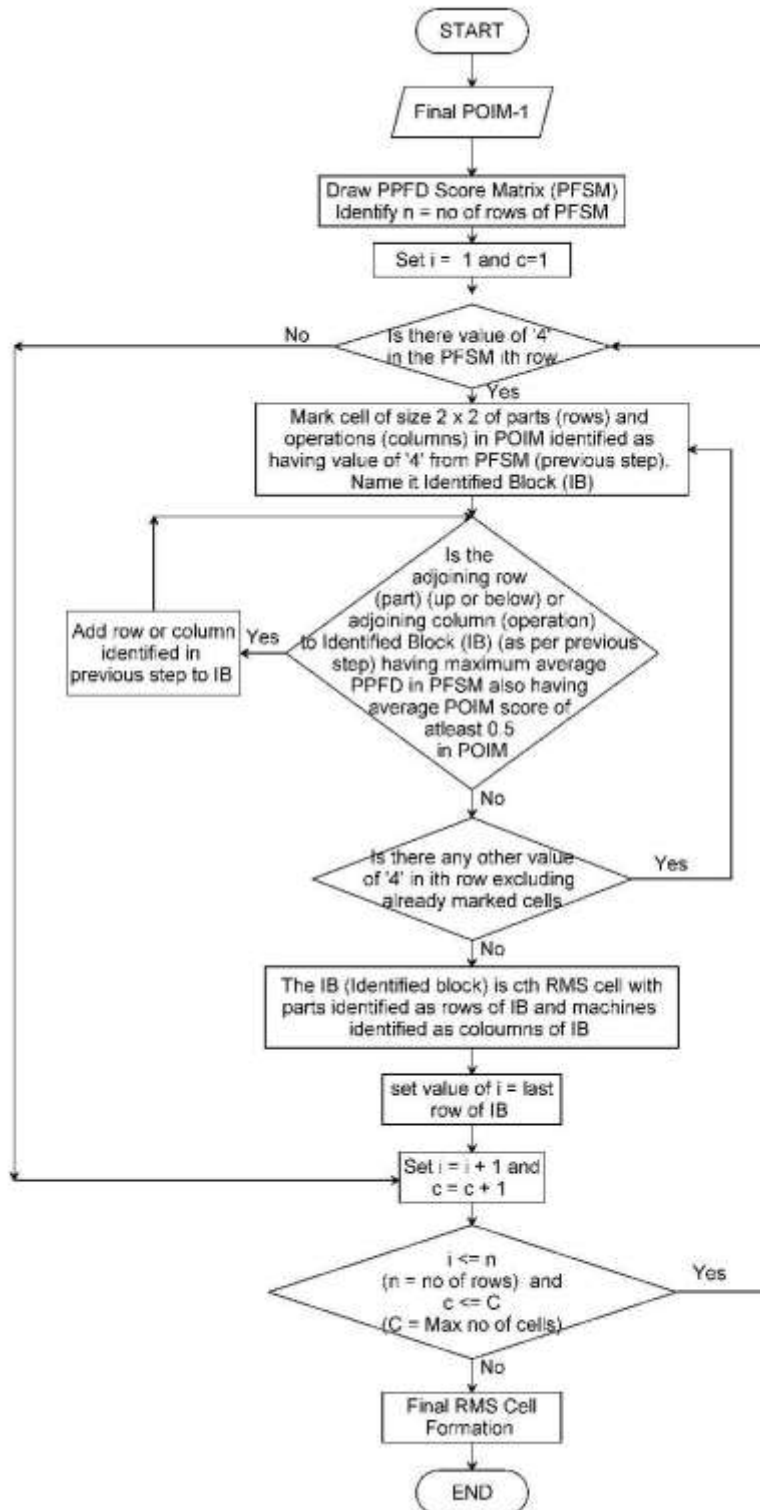 START
Final POIM-1
Draw PPFD Score Matrix (PFSM)
Identify n = no of rows of PFSM
Set i = 1 and c=1
No
Is there value of '4'
in the PFSM ith row
Yes
Mark cell of size 2 x 2 of parts (rows) and
operations (columns) in POIM identified as
having value of '4' from PFSM (previous step).
Name it Identified Block (IB)
Is the
adjoining row
(part) (up or below) or
adjoining column (operation)
to Identified Block (IB) (as per previous
step) having maximum average
PPFD in PFSM also having
average POIM score of
atleast 0.5
in POIM
Yes
Add row or column
identified in
previous step to IB
No
Is there any other value
of '4' in ith row excluding
already marked cells
Yes
No
The IB (Identified block) is cth RMS cell with
parts identified as rows of IB and machines
identified as coloumns of IB
set value of i = last
row of IB
Set i = i + 1 and
c = c + 1
i <= n
(n = no of rows) and
c <= C
(C = Max no of cells)
Yes
No
Final RMS Cell
Formation
END